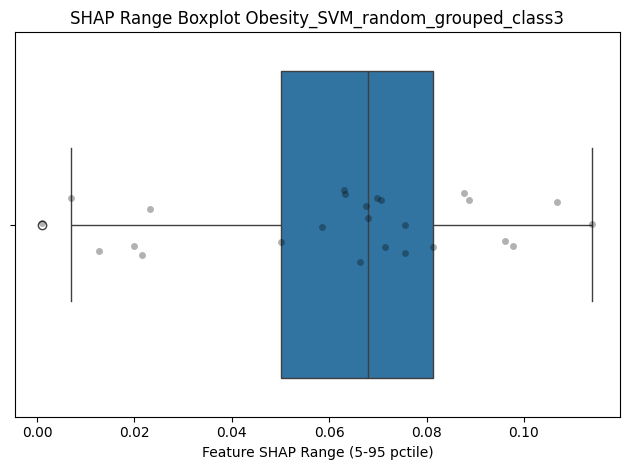 SHAP Range Boxplot Obesity_SVM_random_grouped_class3
0.00 0.02 0.04 0.06 0.08 0.10
Feature SHAP Range (5-95 pctile)